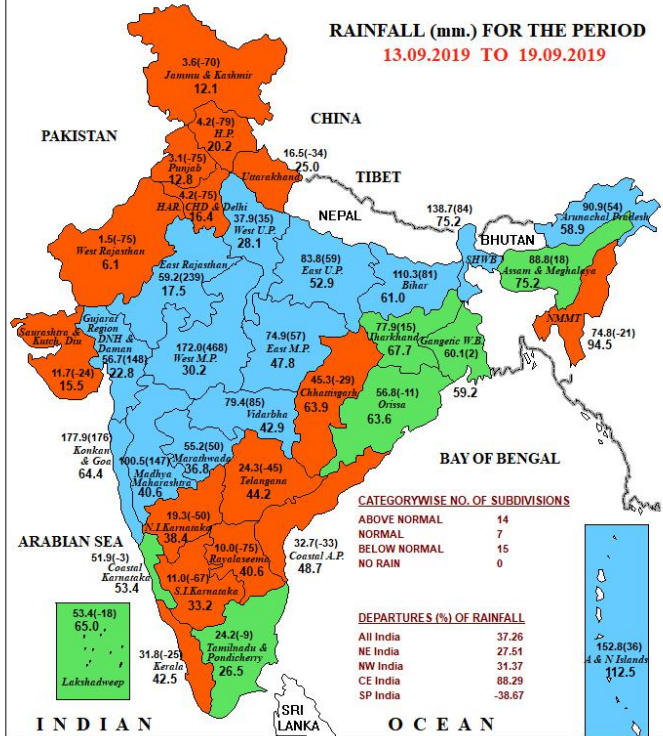 RAINFALL (mm.) FOR THE PERIOD
13.09.2019 TO 19.09.2019
3.6(-70)
Jammu & Kashmir
12.1
CHINA
4.2(-79)
H.P.
20.2
PAKISTAN
3.1(-75)
Punjab
12.8
16.5(-34)
25.0
Uttarakhand
TIBET
4.2(-75)
HAR. CHD & Delhi
16.4
37.9(35)
West U.P.
28.1
NEPAL
138.7(84)
75.2
SHWB
BHUTAN
90.9(54)
Arunachal Pradesh
58.9
1.5(-75)
West Rajasthan
6.1
East Rajasthan
59.2(239)
17.5
83.8(59)
East U.P.
52.9
110.3(81)
Bihar
61.0
88.8(18)
Assam & Meghalaya
75.2
NMMT
74.8(-21)
94.5
Saurashtra &
Kutch, Diu
11.7(-24)
15.5
Gujarat
Region
DNH &
Daman
56.7(148)
22.8
172.0(468)
West M.P.
30.2
74.9(57)
East M.P.
47.8
77.9(15)
Jharkhand
67.7
Gangetic W.B.
60.1(2)
59.2
45.3(-29)
Chhattisgarh
63.9
56.8(-11)
Orissa
63.6
79.4(85)
Vidarbha
42.9
177.9(176)
Konkan
& Goa
64.4
100.5(147)
Madhya
Maharashtra
40.6
55.2(50)
Marathwada
36.8
24.3(-45)
Telangana
44.2
BAY OF BENGAL
19.3(-50)
N.I.Karnataka
38.4
ARABIAN SEA
51.9(-3)
Coastal
Karnataka
53.4
10.0(-75)
Rayalaseema
40.6
32.7(-33)
Coastal A.P.
48.7
11.0(-67)
S.I.Karnataka
33.2
53.4(-18)
65.0
Lakshadweep
31.8(-25)
Kerala
42.5
24.2(-9)
Tamilnadu &
Pondicherry
26.5
CATEGORYWISE NO. OF SUBDIVISIONS
ABOVE NORMAL 14
NORMAL 7
BELOW NORMAL 15
NO RAIN 0
DEPARTURES (%) OF RAINFALL
All India 37.26
NE India 27.51
NW India 31.37
CE India 88.29
SP India -38.67
152.8(36)
A & N Islands
112.5
SRI
LANKA
INDIAN OCEAN